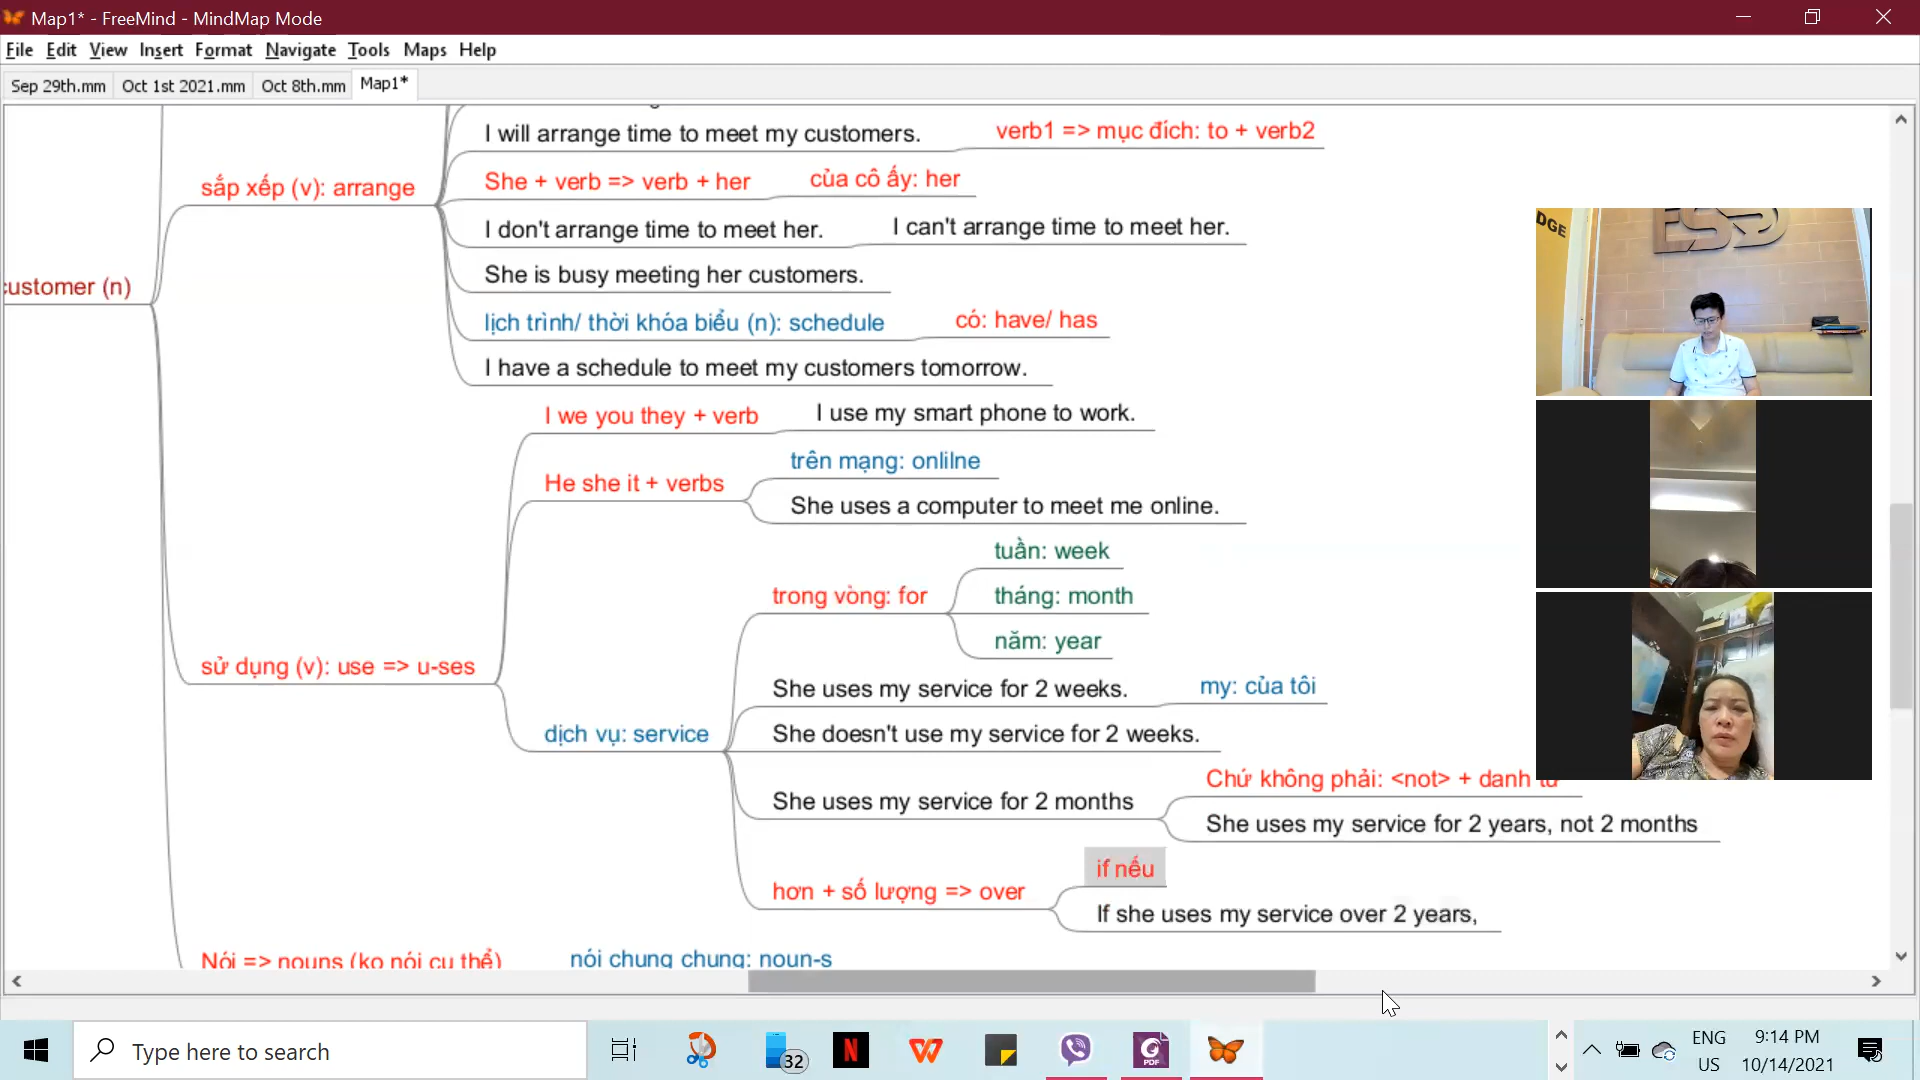 Map1* - FreeMind - MindMap Mode
File Edit View Insert Format Navigate Tools Maps Help
Sep 29th.mm Oct 1st 2021.mm Oct 8th.mm Map1*
I will arrange time to meet my customers. verb1 => mục đích: to + verb2
sắp xếp (v): arrange
She + verb => verb + her của cô ấy: her
I don't arrange time to meet her. I can't arrange time to meet her.
She is busy meeting her customers.
customer (n)
lịch trình/ thời khóa biểu (n): schedule có: have/ has
I have a schedule to meet my customers tomorrow.
I we you they + verb I use my smart phone to work.
trên mạng: onlilne
He she it + verbs
She uses a computer to meet me online.
tuần: week
trong vòng: for
tháng: month
năm: year
sử dụng (v): use => u-ses
She uses my service for 2 weeks. my: của tôi
dịch vụ: service
She doesn't use my service for 2 weeks.
Chứ không phải: <not> + danh từ
She uses my service for 2 months
She uses my service for 2 years, not 2 months
if nếu
hơn + số lượng => over
If she uses my service over 2 years,
Nói => nouns (ko nói cụ thể) nói chung chung: noun-s
DGE
ESD
Type here to search
32
PDF
ENG
US
9:14 PM
10/14/2021